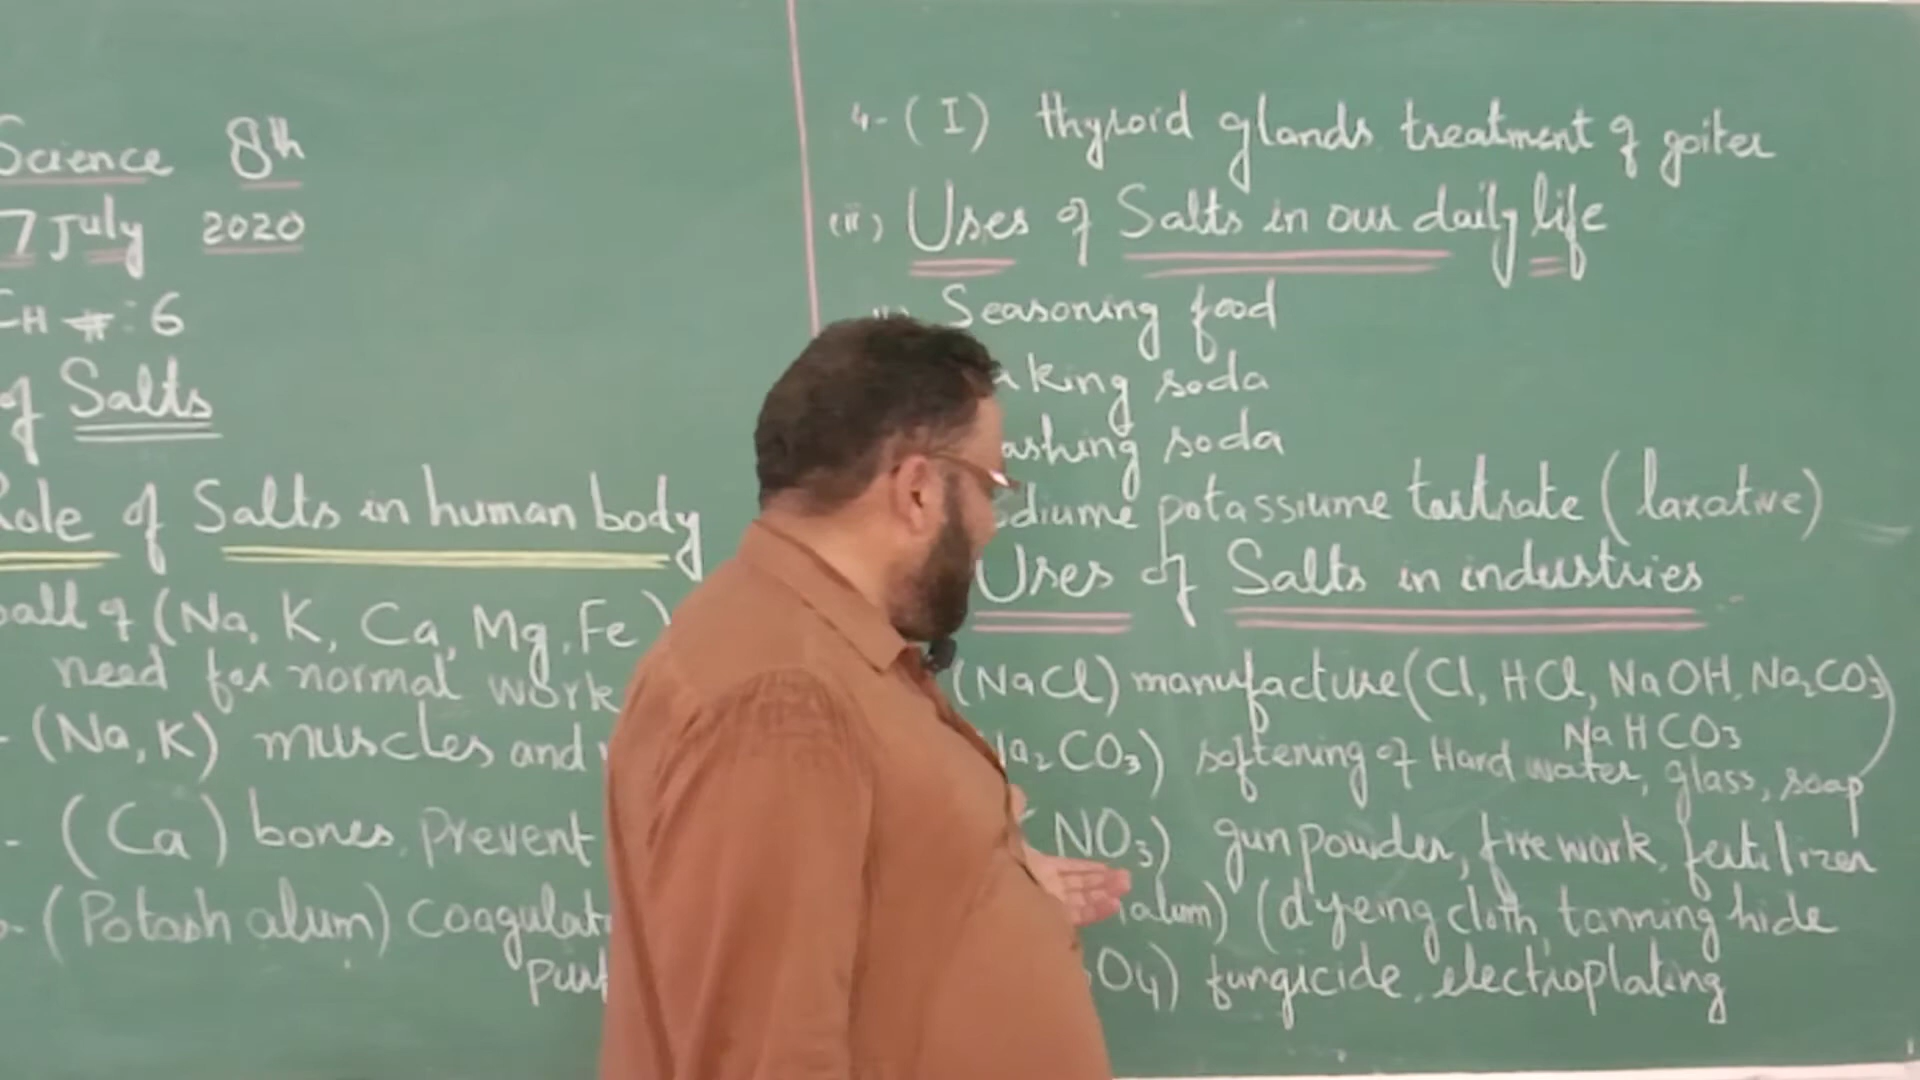 Science 8th
7 July 2020
CH #: 6
of Salts
Role of Salts in human body
all of (Na, K, Ca, Mg, Fe)
need for normal work
- (Na, K) muscles and
- (Ca) bones, prevent
- (Potash alum) Coagulat
puri
4- (I) thyroid glands treatment of goiter
(ii) Uses of Salts in our daily life
Seasoning food
aking soda
ashing soda
diume potassiume tartrate (laxative)
Uses of Salts in industries
(NaCl) manufacture (Cl, HCl, NaOH, Na₂CO₃
NaHCO₃)
Na₂CO₃) softening of Hard water, glass, soap
NO₃) gun powder, fire work, fertilizer
alum) (dyeing cloth, tanning hide
O₄) fungicide, electroplating